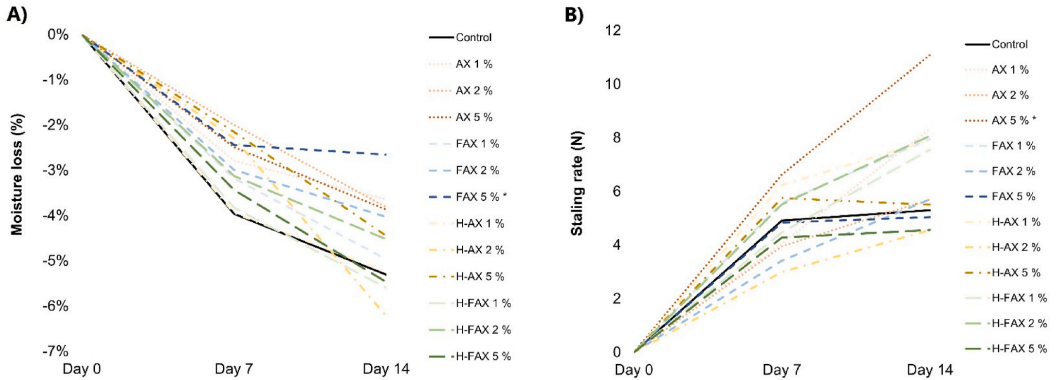 A)
Moisture loss (%)
0%
-1%
-2%
-3%
-4%
-5%
-6%
-7%
Day 0
Day 7
Day 14
Control
AX 1 %
AX 2 %
AX 5 %
FAX 1 %
FAX 2 %
FAX 5 % *
H-AX 1 %
H-AX 2 %
H-AX 5 %
H-FAX 1 %
H-FAX 2 %
H-FAX 5 %
B)
Staling rate (N)
12
10
8
6
4
2
0
Day 0
Day 7
Day 14
Control
AX 1 %
AX 2 %
AX 5 % *
FAX 1 %
FAX 2 %
FAX 5 %
H-AX 1 %
H-AX 2 %
H-AX 5 %
H-FAX 1 %
H-FAX 2 %
H-FAX 5 %